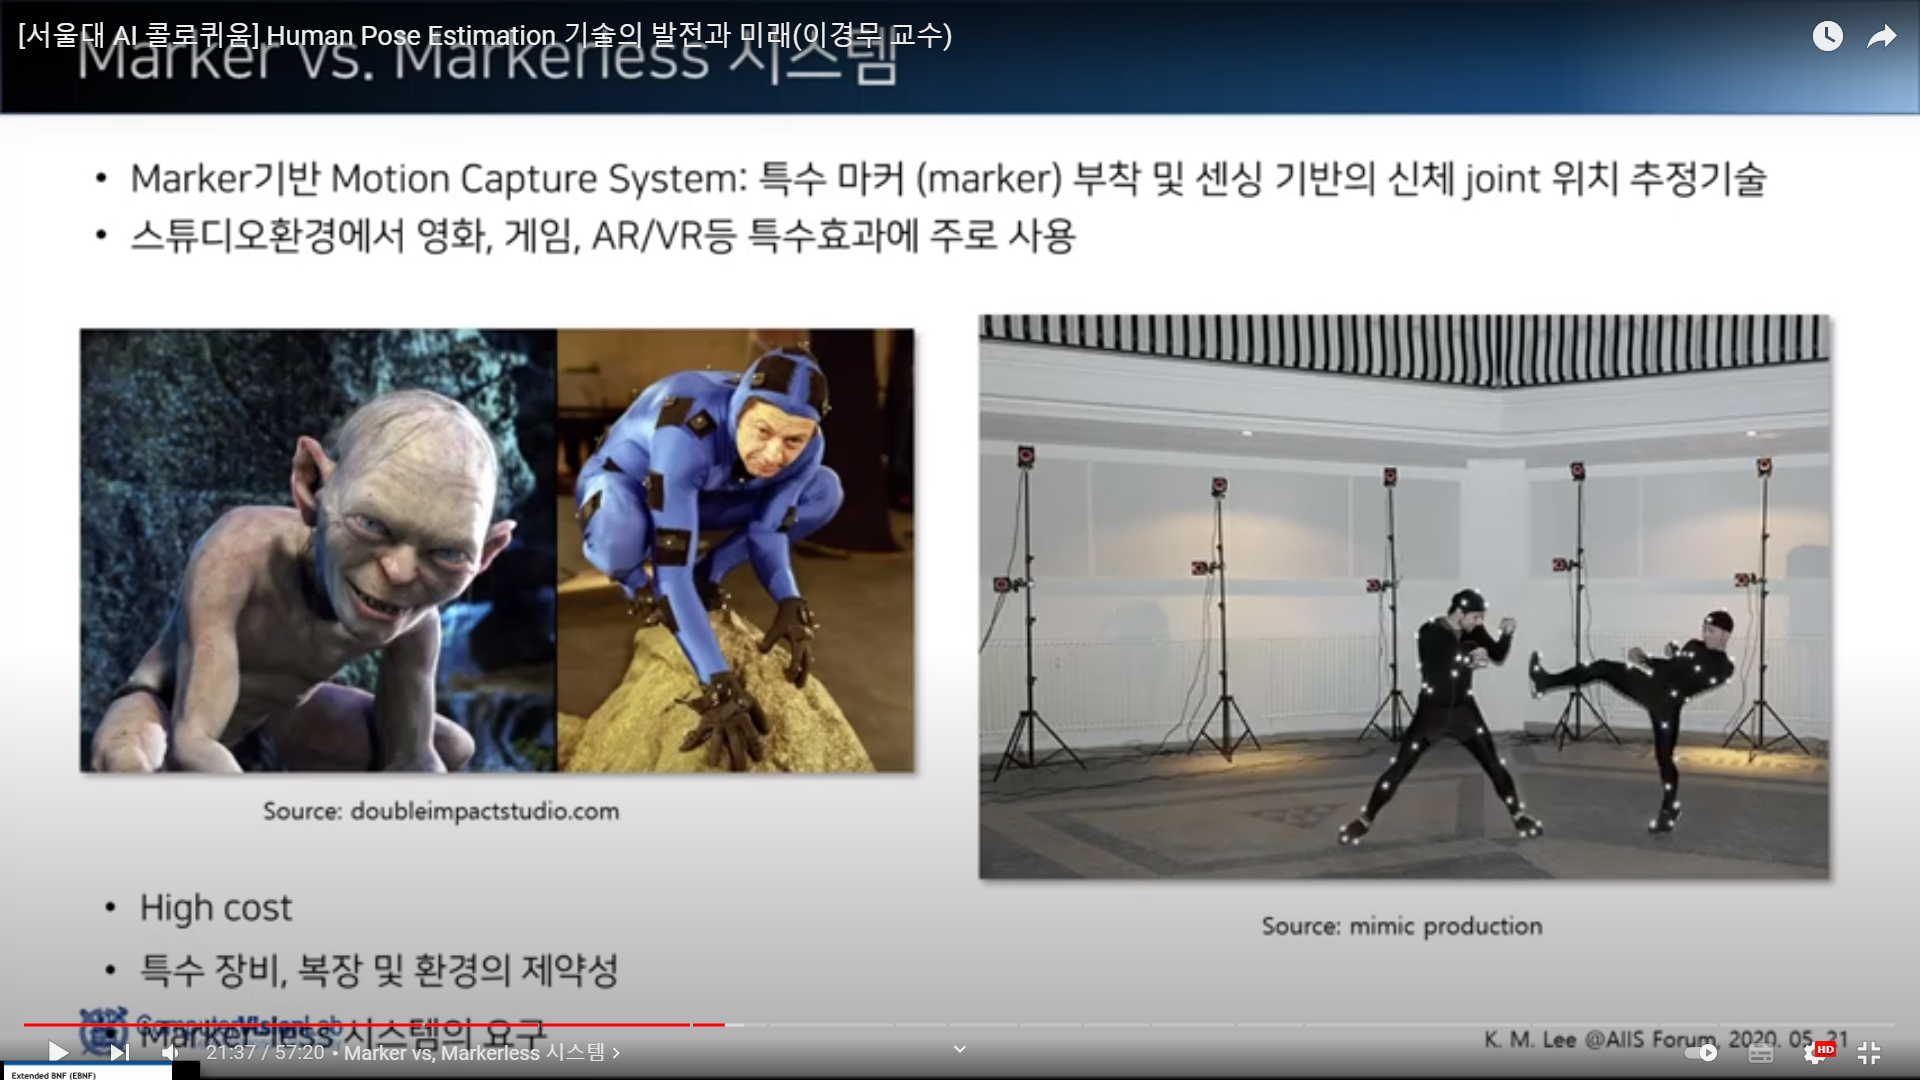 [서울대 AI 콜로퀴움] Human Pose Estimation 기술의 발전과 미래(이경무 교수)
Marker vs. Markerless 시스템
• Marker기반 Motion Capture System: 특수 마커 (marker) 부착 및 센싱 기반의 신체 joint 위치 추정기술
• 스튜디오환경에서 영화, 게임, AR/VR등 특수효과에 주로 사용
Source: doubleimpactstudio.com
Source: mimic production
• High cost
• 특수 장비, 복장 및 환경의 제약성
• Marker-less 시스템의 요구
ComputerVisionLab
K. M. Lee @AIIS Forum, 2020. 05. 21
21:37 / 57:20 • Marker vs, Markerless 시스템 >
HD
Extended BNF (EBNF)